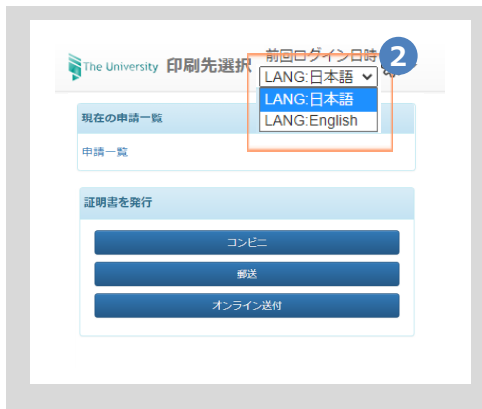 前回ログイン日時
2
The University 印刷先選択
LANG:日本語
LANG:日本語
LANG:English
現在の申請一覧
申請一覧
証明書を発行
コンビニ
郵送
オンライン送付